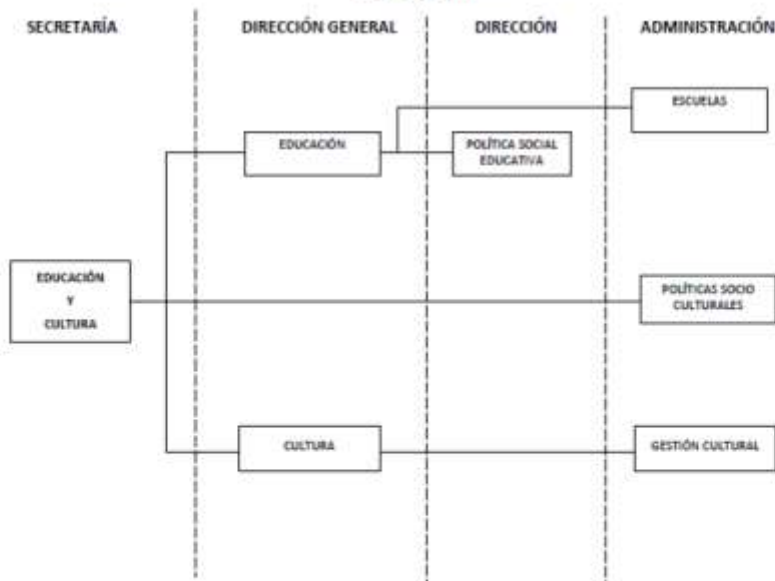 SECRETARÍA
DIRECCIÓN GENERAL
DIRECCIÓN
ADMINISTRACIÓN
ESCUELAS
EDUCACIÓN
POLÍTICA SOCIAL
EDUCATIVA
EDUCACIÓN
Y
CULTURA
POLÍTICAS SOCIO
CULTURALES
CULTURA
GESTIÓN CULTURAL